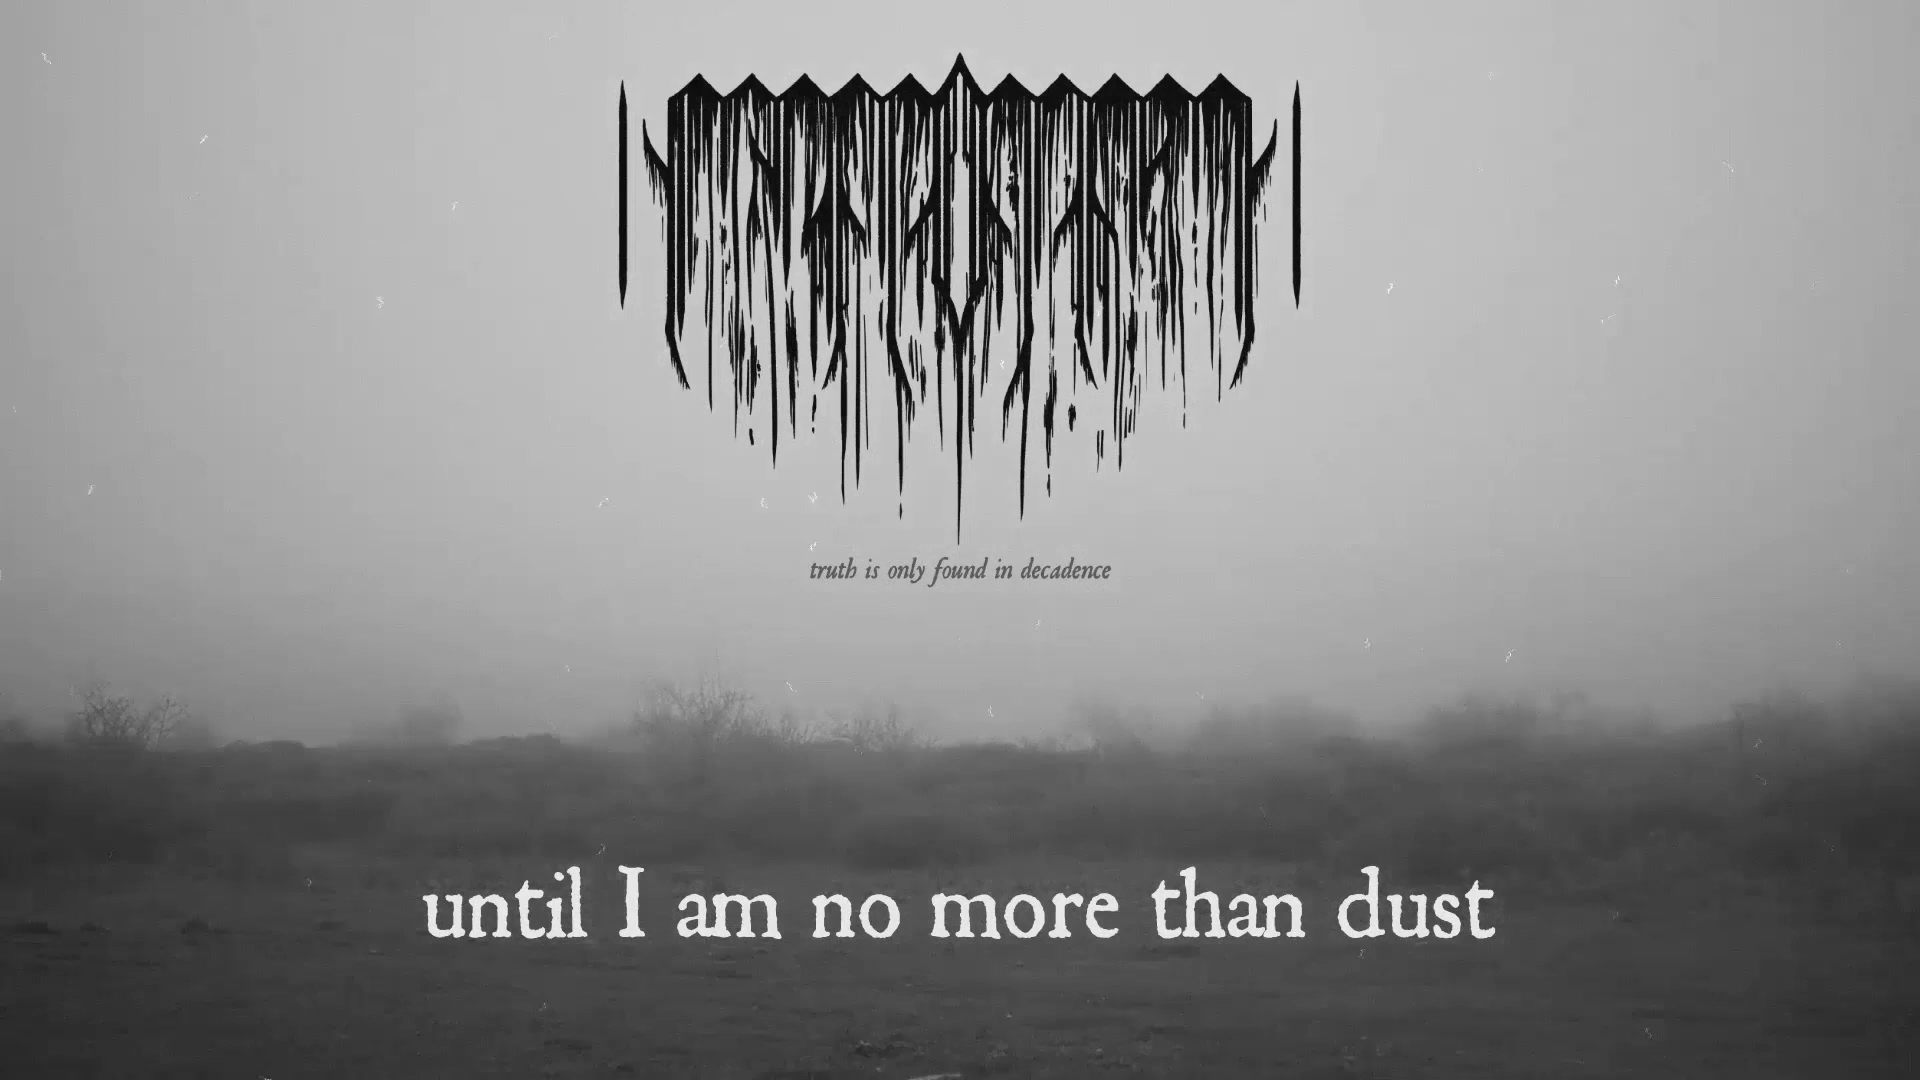 truth is only found in decadence
until I am no more than dust